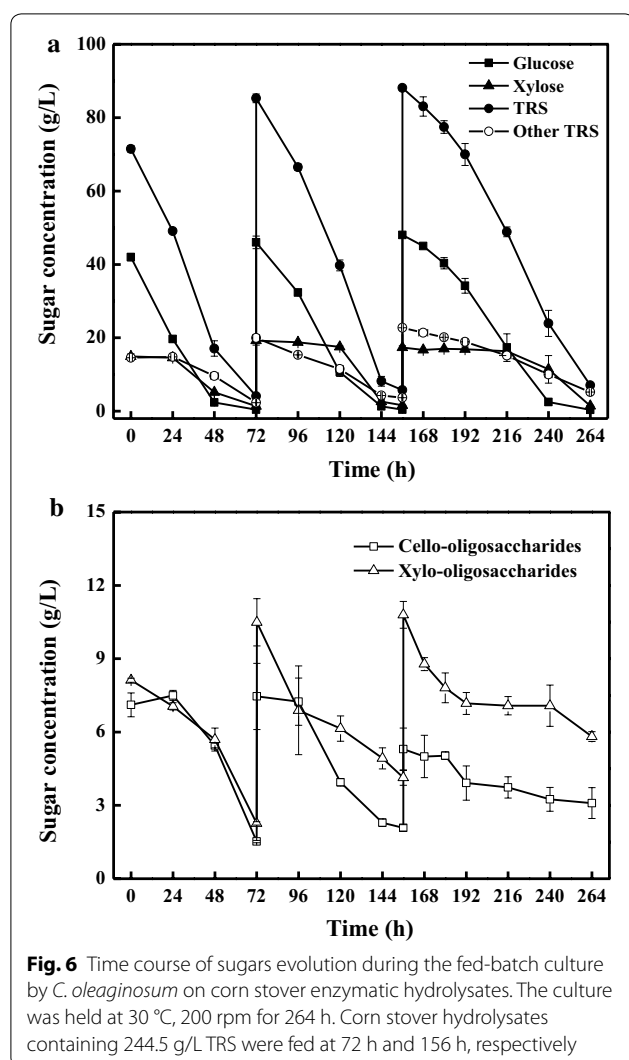 a
100
80
60
40
20
0
Sugar concentration (g/L)
Glucose
Xylose
TRS
Other TRS
0 24 48 72 96 120 144 168 192 216 240 264
Time (h)
b
15
12
9
6
3
0
Sugar concentration (g/L)
Cello-oligosaccharides
Xylo-oligosaccharides
0 24 48 72 96 120 144 168 192 216 240 264
Time (h)
Fig. 6 Time course of sugars evolution during the fed-batch culture
by C. oleaginosum on corn stover enzymatic hydrolysates. The culture
was held at 30 °C, 200 rpm for 264 h. Corn stover hydrolysates
containing 244.5 g/L TRS were fed at 72 h and 156 h, respectively